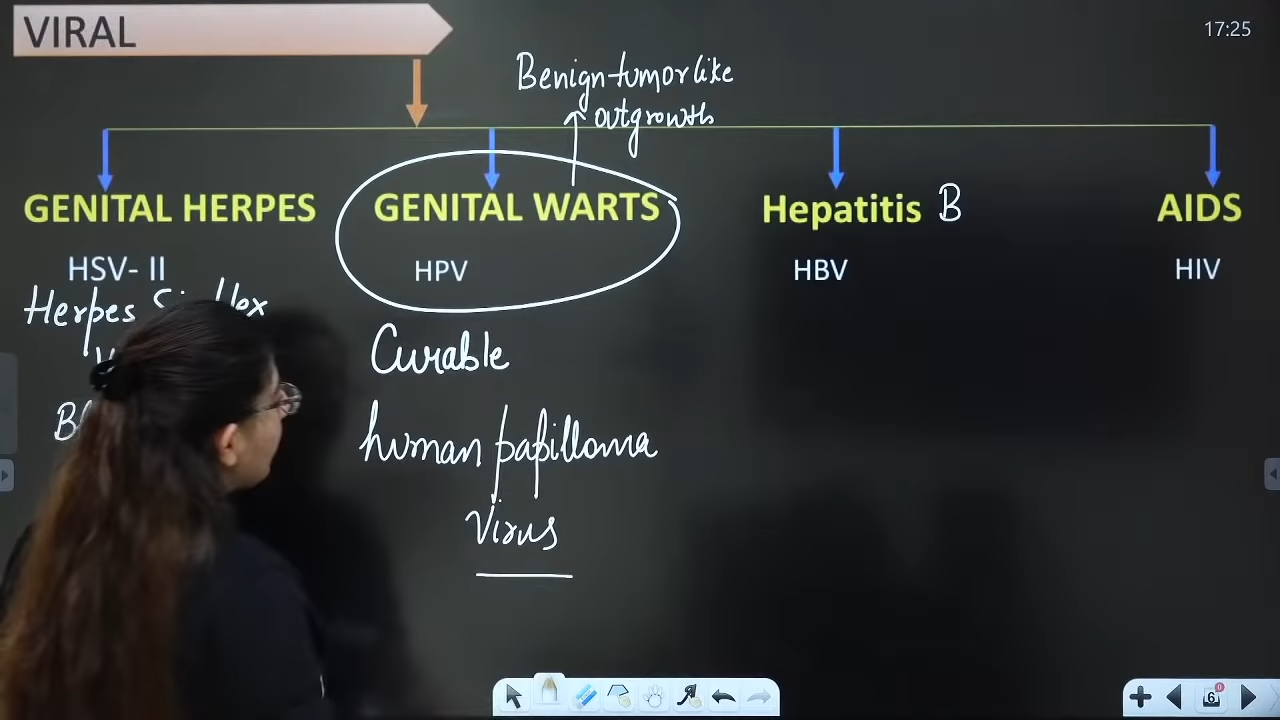 VIRAL
17:25
Benign tumor like
outgrowth
GENITAL HERPES
GENITAL WARTS
Hepatitis B
AIDS
HSV- II
HPV
HBV
HIV
Herpes
Curable
human papilloma
Virus
6